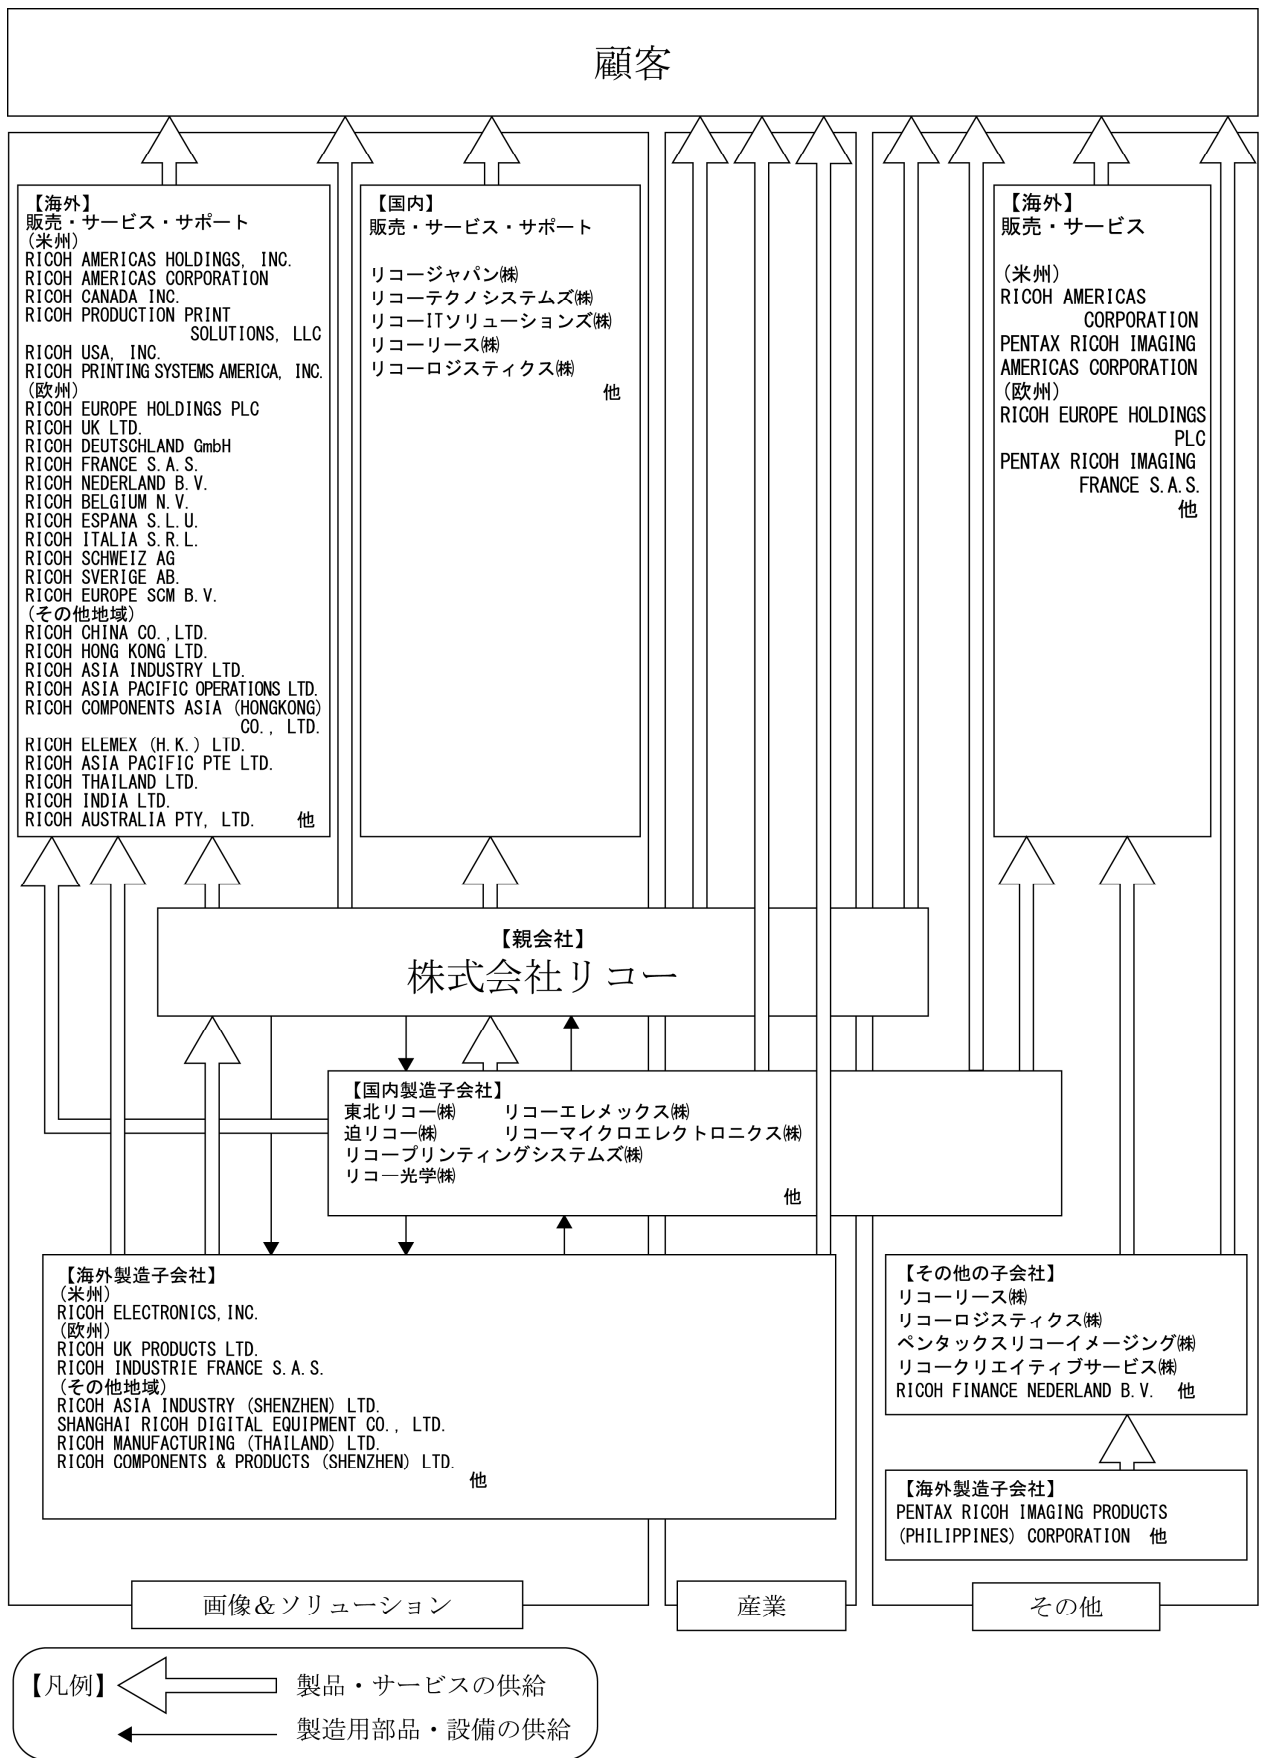 顧客
【海外】
販売・サービス・サポート
(米州)
RICOH AMERICAS HOLDINGS, INC.
RICOH AMERICAS CORPORATION
RICOH CANADA INC.
RICOH PRODUCTION PRINT
SOLUTIONS, LLC
RICOH USA, INC.
RICOH PRINTING SYSTEMS AMERICA, INC.
(欧州)
RICOH EUROPE HOLDINGS PLC
RICOH UK LTD.
RICOH DEUTSCHLAND GmbH
RICOH FRANCE S.A.S.
RICOH NEDERLAND B.V.
RICOH BELGIUM N.V.
RICOH ESPANA S.L.U.
RICOH ITALIA S.R.L.
RICOH SCHWEIZ AG
RICOH SVERIGE AB.
RICOH EUROPE SCM B.V.
(その他地域)
RICOH CHINA CO.,LTD.
RICOH HONG KONG LTD.
RICOH ASIA INDUSTRY LTD.
RICOH ASIA PACIFIC OPERATIONS LTD.
RICOH COMPONENTS ASIA (HONGKONG)
CO., LTD.
RICOH ELEMEX (H.K.) LTD.
RICOH ASIA PACIFIC PTE LTD.
RICOH THAILAND LTD.
RICOH INDIA LTD.
RICOH AUSTRALIA PTY, LTD. 他
【国内】
販売・サービス・サポート
リコージャパン㈱
リコーテクノシステムズ㈱
リコーITソリューションズ㈱
リコーリース㈱
リコーロジスティクス㈱
他
【海外】
販売・サービス
(米州)
RICOH AMERICAS
CORPORATION
PENTAX RICOH IMAGING
AMERICAS CORPORATION
(欧州)
RICOH EUROPE HOLDINGS
PLC
PENTAX RICOH IMAGING
FRANCE S.A.S.
他
【親会社】
株式会社リコー
【国内製造子会社】
東北リコー㈱ リコーエレメックス㈱
迫リコー㈱ リコーマイクロエレクトロニクス㈱
リコープリンティングシステムズ㈱
リコー光学㈱
他
【海外製造子会社】
(米州)
RICOH ELECTRONICS,INC.
(欧州)
RICOH UK PRODUCTS LTD.
RICOH INDUSTRIE FRANCE S.A.S.
(その他地域)
RICOH ASIA INDUSTRY (SHENZHEN) LTD.
SHANGHAI RICOH DIGITAL EQUIPMENT CO., LTD.
RICOH MANUFACTURING (THAILAND) LTD.
RICOH COMPONENTS & PRODUCTS (SHENZHEN) LTD.
他
【その他の子会社】
リコーリース㈱
リコーロジスティクス㈱
ペンタックスリコーイメージング㈱
リコークリエイティブサービス㈱
RICOH FINANCE NEDERLAND B.V. 他
【海外製造子会社】
PENTAX RICOH IMAGING PRODUCTS
(PHILIPPINES) CORPORATION 他
画像&ソリューション
産業
その他
【凡例】 製品・サービスの供給
製造用部品・設備の供給